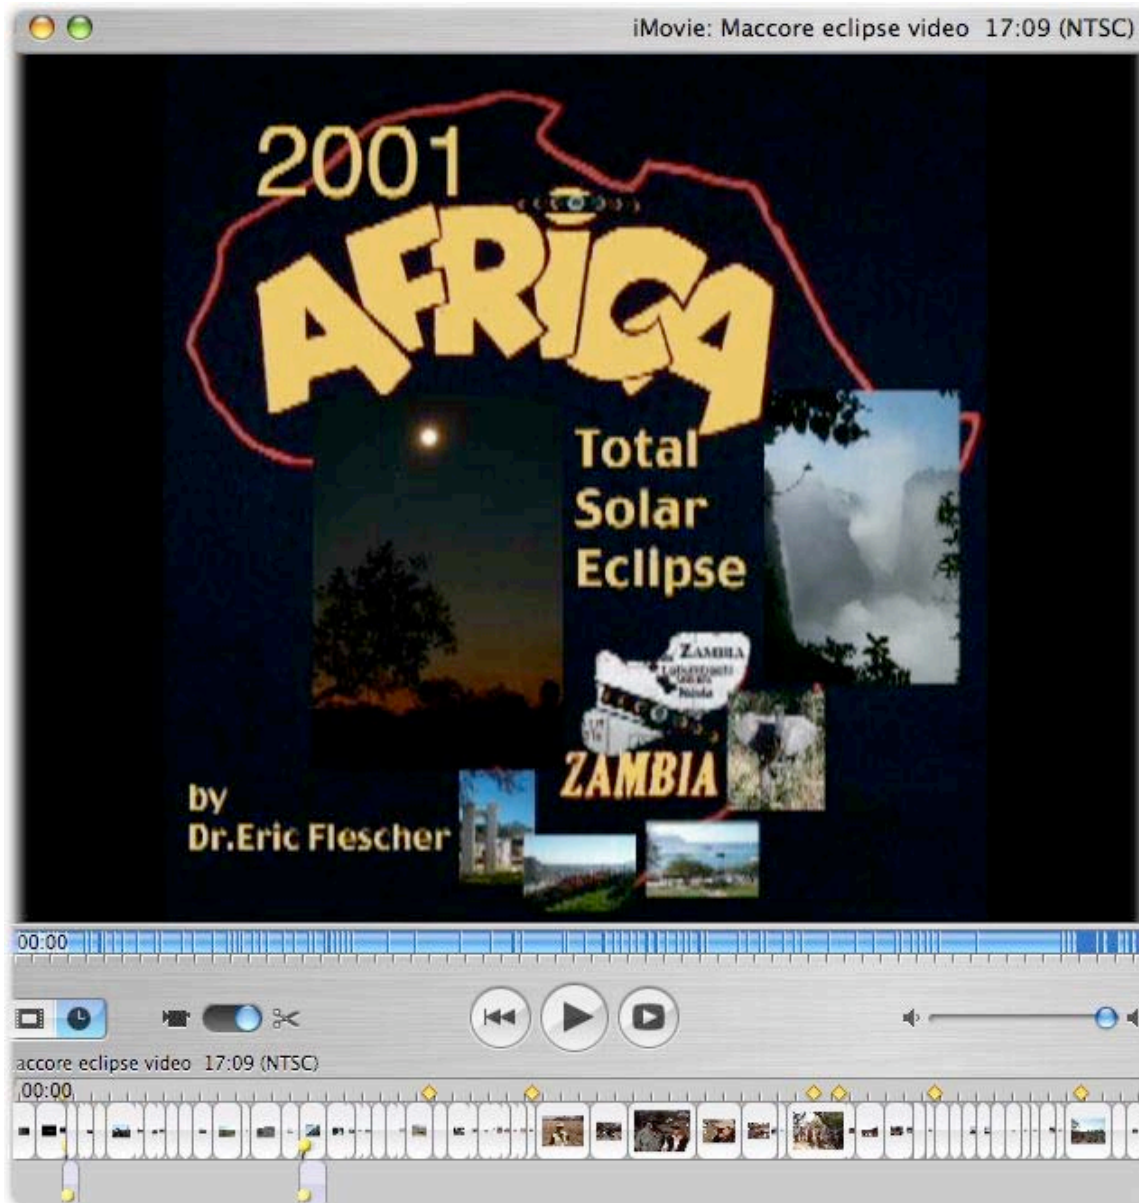 iMovie: Maccore eclipse video 17:09 (NTSC)
2001
AFRICA
Total
Solar
Eclipse
ZAMBIA
ZAMBIA
by
Dr.Eric Flescher
00:00
accore eclipse video 17:09 (NTSC)
00:00